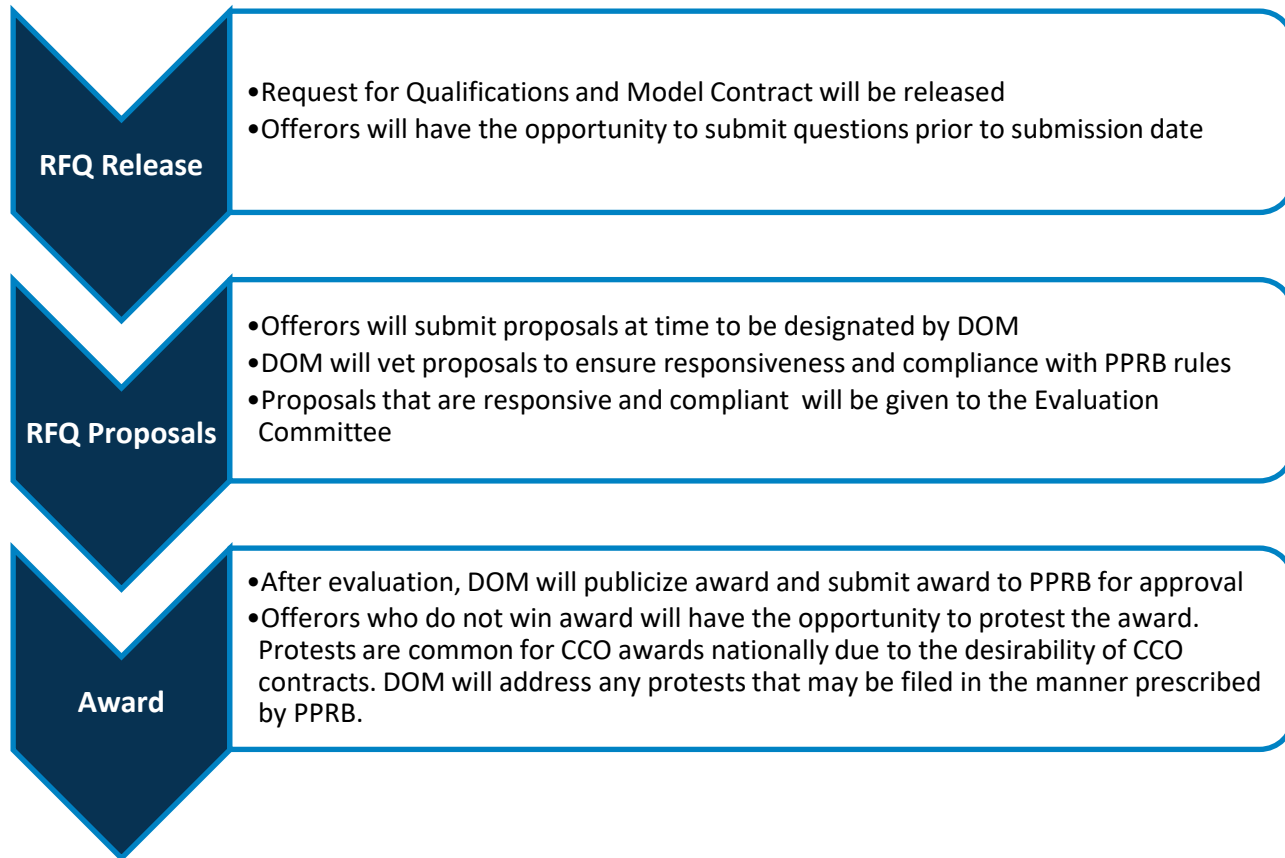 RFQ Release
•Request for Qualifications and Model Contract will be released
•Offerors will have the opportunity to submit questions prior to submission date
RFQ Proposals
•Offerors will submit proposals at time to be designated by DOM
•DOM will vet proposals to ensure responsiveness and compliance with PPRB rules
•Proposals that are responsive and compliant  will be given to the Evaluation
Committee
Award
•After evaluation, DOM will publicize award and submit award to PPRB for approval
•Offerors who do not win award will have the opportunity to protest the award.
Protests are common for CCO awards nationally due to the desirability of CCO
contracts. DOM will address any protests that may be filed in the manner prescribed
by PPRB.